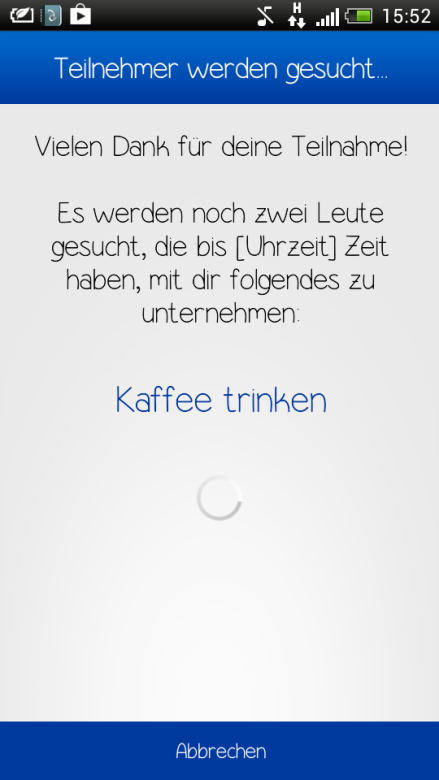 H
15:52
Teilnehmer werden gesucht...
Vielen Dank für deine Teilnahme!
Es werden noch zwei Leute
gesucht, die bis [Uhrzeit] Zeit
haben, mit dir folgendes zu
unternehmen:
Kaffee trinken
Abbrechen